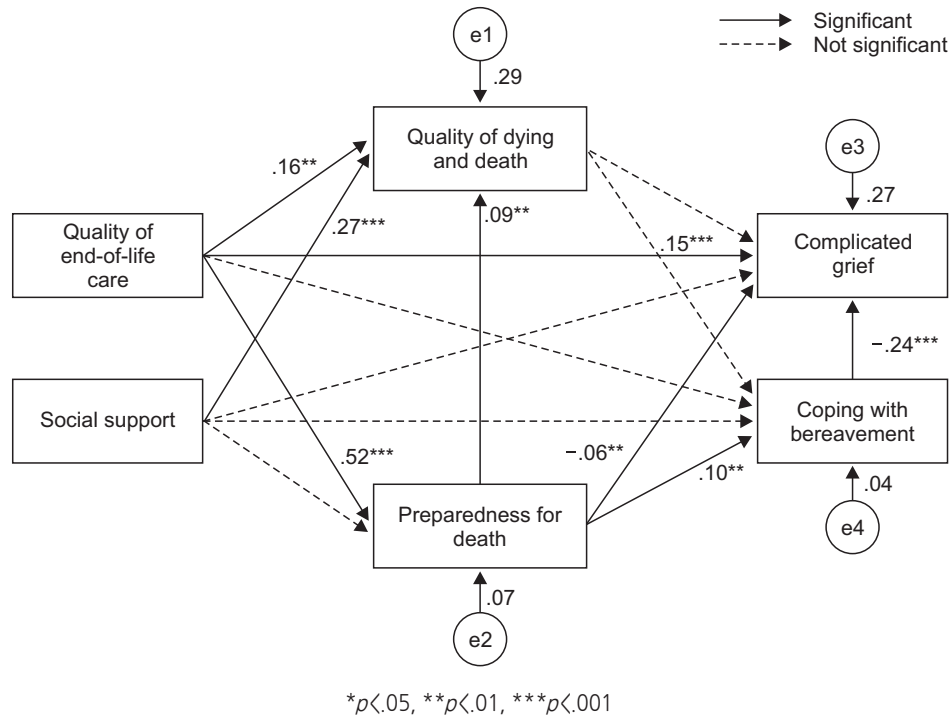 e1
Significant
Not significant
.29
Quality of dying
and death
e3
.16**
.27***
.09**
.27
Quality of
end-of-life
care
.15***
Complicated
grief
−.24***
Social support
Coping with
bereavement
.52***
−.06**
.10**
.04
Preparedness for
death
e4
.07
e2
*p<.05, **p<.01, ***p<.001